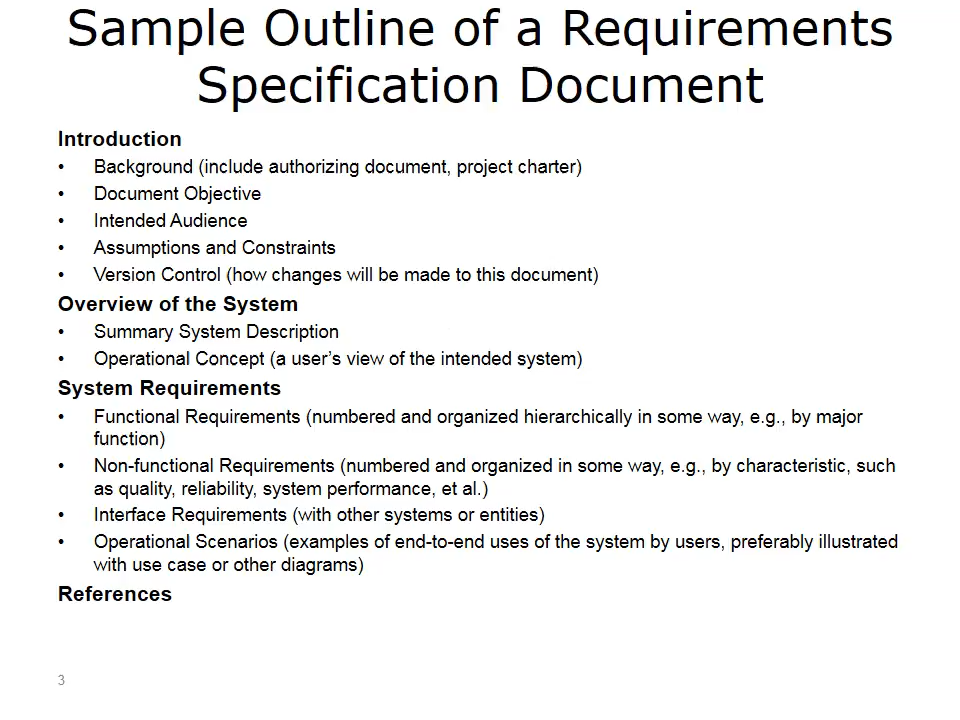 Sample Outline of a Requirements
Specification Document
Introduction
• Background (include authorizing document, project charter)
• Document Objective
• Intended Audience
• Assumptions and Constraints
• Version Control (how changes will be made to this document)
Overview of the System
• Summary System Description
• Operational Concept (a user’s view of the intended system)
System Requirements
• Functional Requirements (numbered and organized hierarchically in some way, e.g., by major
function)
• Non-functional Requirements (numbered and organized in some way, e.g., by characteristic, such
as quality, reliability, system performance, et al.)
• Interface Requirements (with other systems or entities)
• Operational Scenarios (examples of end-to-end uses of the system by users, preferably illustrated
with use case or other diagrams)
References
3